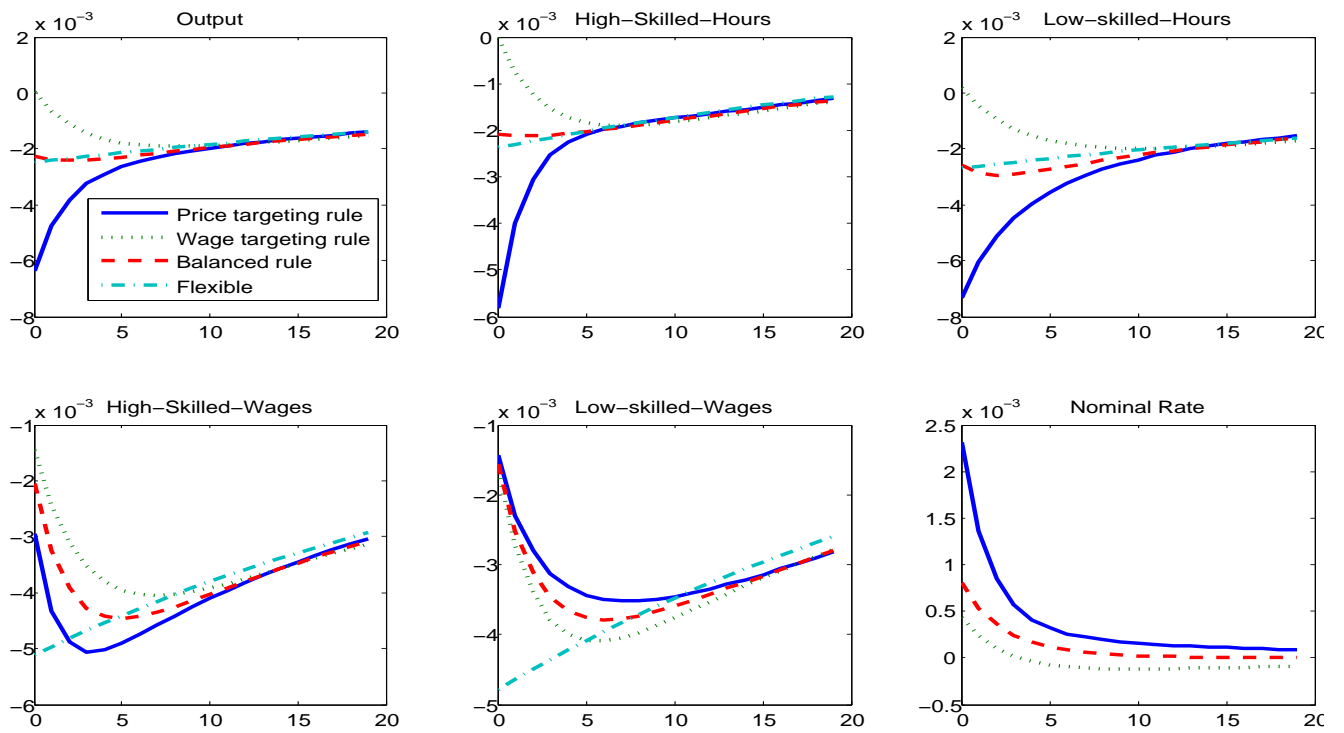 Output
x 10−3
2
0
−2
−4
−6
−8
0 5 10 15 20
Price targeting rule
Wage targeting rule
Balanced rule
Flexible
High−Skilled−Hours
x 10−3
0
−1
−2
−3
−4
−5
−6
0 5 10 15 20
Low−skilled−Hours
x 10−3
2
0
−2
−4
−6
−8
0 5 10 15 20
High−Skilled−Wages
x 10−3
−1
−2
−3
−4
−5
−6
0 5 10 15 20
Low−skilled−Wages
x 10−3
−1
−2
−3
−4
−5
0 5 10 15 20
Nominal Rate
x 10−3
2.5
2
1.5
1
0.5
0
−0.5
0 5 10 15 20